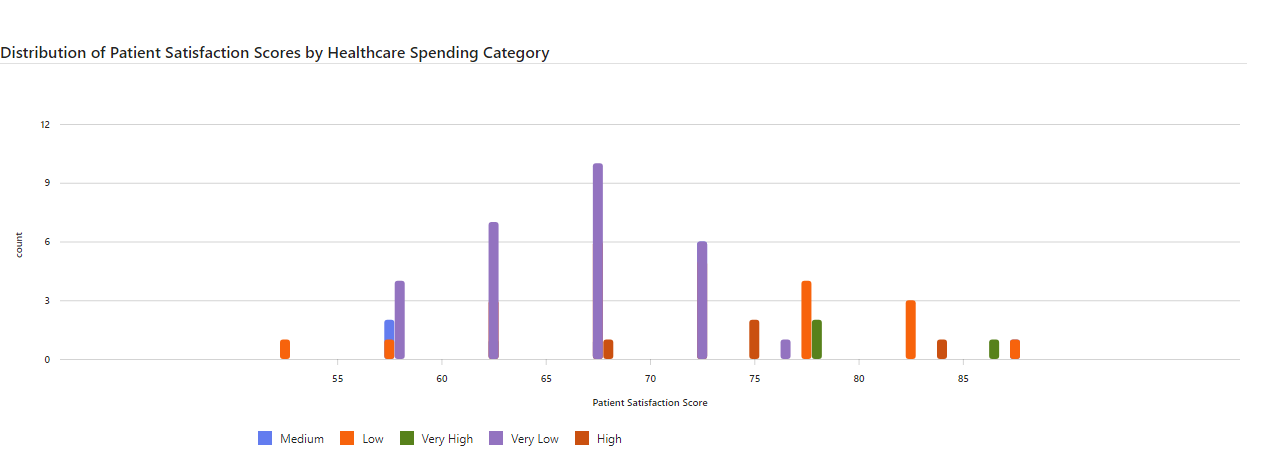 Distribution of Patient Satisfaction Scores by Healthcare Spending Category
12
9
6
3
0
count
55 60 65 70 75 80 85
Patient Satisfaction Score
Medium Low Very High Very Low High